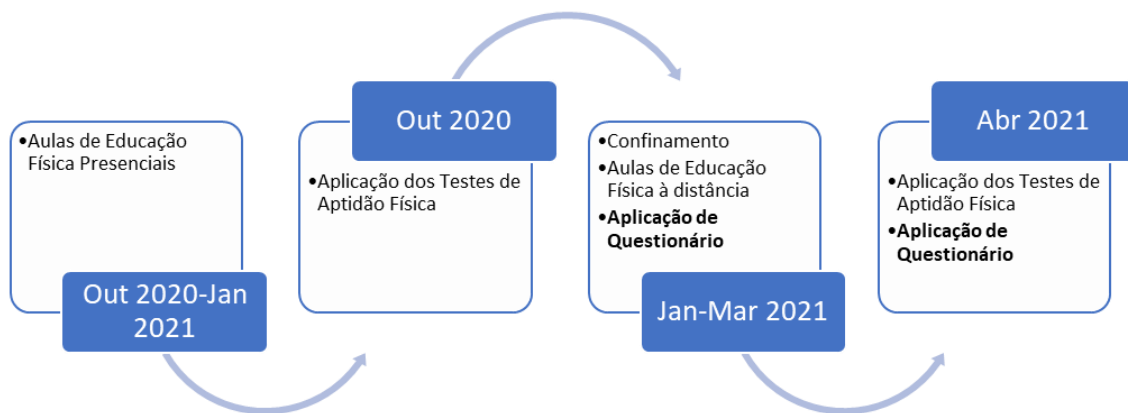 •Aulas de Educação
Física Presenciais
Out 2020-Jan
2021
Out 2020
•Aplicação dos Testes de
Aptidão Física
•Confinamento
•Aulas de Educação
Física à distância
•Aplicação de
Questionário
Jan-Mar 2021
Abr 2021
•Aplicação dos Testes de
Aptidão Física
•Aplicação de
Questionário